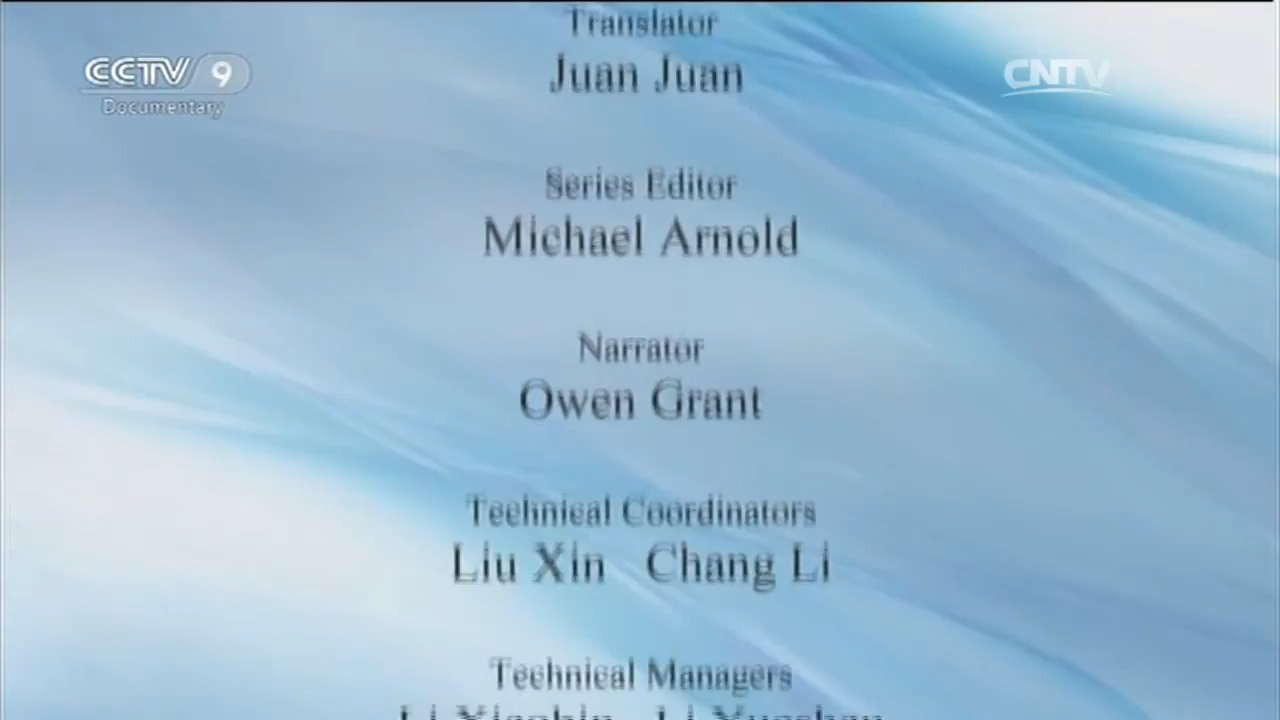 Translator
CCTV 9
CNTV
Juan Juan
Documentary
Series Editor
Michael Arnold
Narrator
Owen Grant
Technical Coordinators
Liu Xin Chang Li
Technical Managers